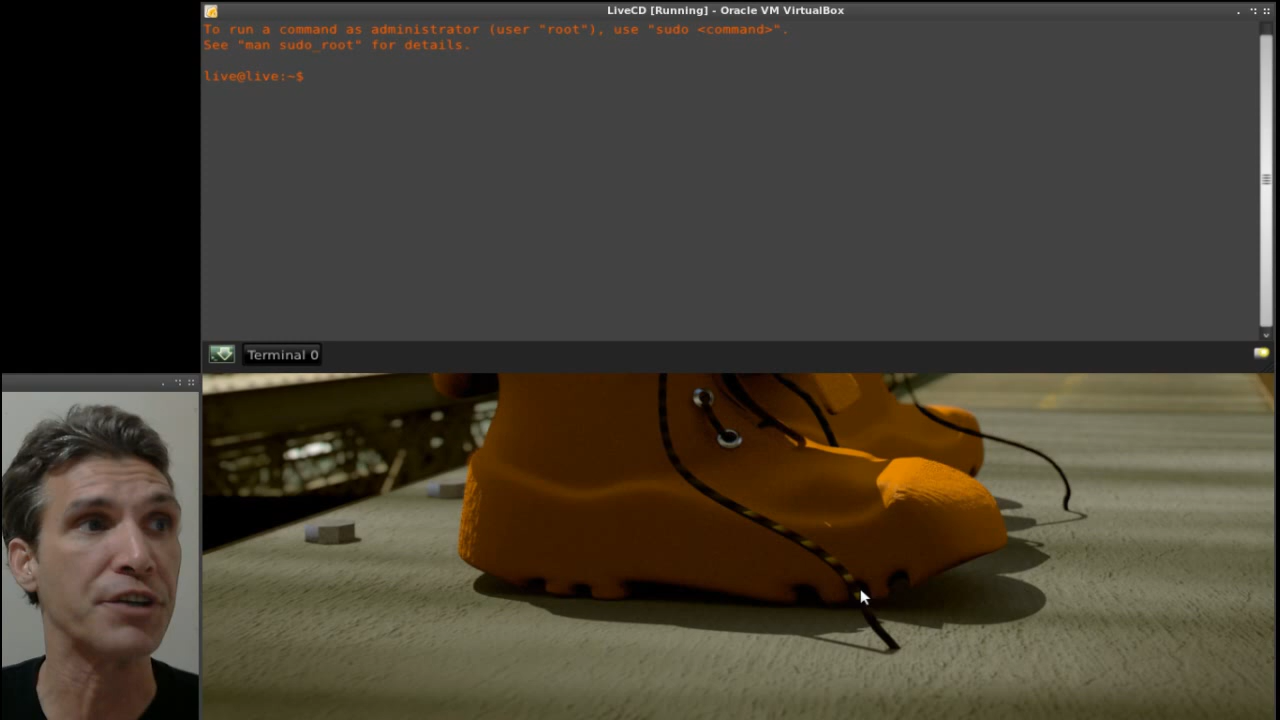 LiveCD [Running] - Oracle VM VirtualBox
To run a command as administrator (user "root"), use "sudo <command>".
See "man sudo_root" for details.
live@live:~$
Terminal 0